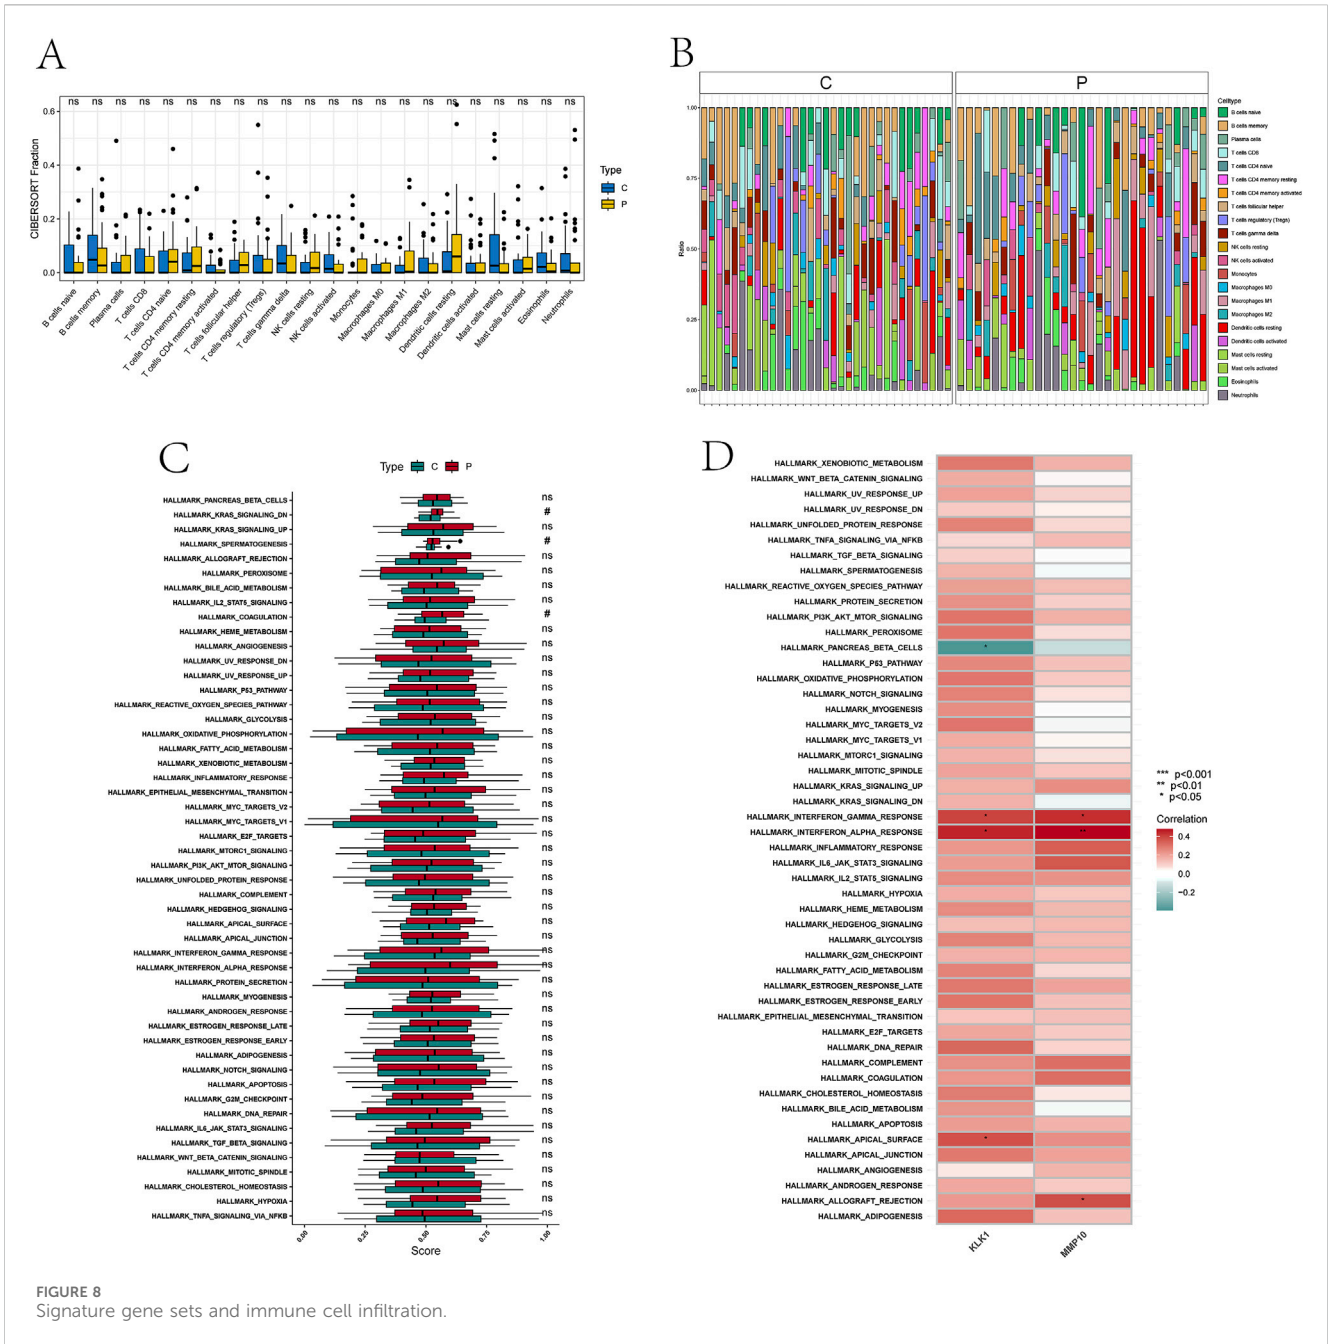 A
ns ns ns ns ns ns ns ns ns ns ns ns ns ns ns ns ns ns ns ns ns ns
0.6
0.4
0.2
0.0
CIBERSORT Fraction
Type
C
P
B cells naive
B cells memory
Plasma cells
T cells CD8
T cells CD4 naive
T cells CD4 memory resting
T cells CD4 memory activated
T cells follicular helper
T cells regulatory (Tregs)
T cells gamma delta
NK cells resting
NK cells activated
Monocytes
Macrophages M0
Macrophages M1
Macrophages M2
Dendritic cells resting
Dendritic cells activated
Mast cells resting
Mast cells activated
Eosinophils
Neutrophils
B
C
P
1.00
0.75
0.50
0.25
0.00
Ratio
Celltype
B cells naive
B cells memory
Plasma cells
T cells CD8
T cells CD4 naive
T cells CD4 memory resting
T cells CD4 memory activated
T cells follicular helper
T cells regulatory (Tregs)
T cells gamma delta
NK cells resting
NK cells activated
Monocytes
Macrophages M0
Macrophages M1
Macrophages M2
Dendritic cells resting
Dendritic cells activated
Mast cells resting
Mast cells activated
Eosinophils
Neutrophils
C
Type C P
HALLMARK_PANCREAS_BETA_CELLS ns
HALLMARK_KRAS_SIGNALING_DN #
HALLMARK_KRAS_SIGNALING_UP ns
HALLMARK_SPERMATOGENESIS #
HALLMARK_ALLOGRAFT_REJECTION ns
HALLMARK_PEROXISOME ns
HALLMARK_BILE_ACID_METABOLISM ns
HALLMARK_IL2_STAT5_SIGNALING ns
HALLMARK_COAGULATION #
HALLMARK_HEME_METABOLISM ns
HALLMARK_ANGIOGENESIS ns
HALLMARK_UV_RESPONSE_DN ns
HALLMARK_UV_RESPONSE_UP ns
HALLMARK_P53_PATHWAY ns
HALLMARK_REACTIVE_OXYGEN_SPECIES_PATHWAY ns
HALLMARK_GLYCOLYSIS ns
HALLMARK_OXIDATIVE_PHOSPHORYLATION ns
HALLMARK_FATTY_ACID_METABOLISM ns
HALLMARK_XENOBIOTIC_METABOLISM ns
HALLMARK_INFLAMMATORY_RESPONSE ns
HALLMARK_EPITHELIAL_MESENCHYMAL_TRANSITION ns
HALLMARK_MYC_TARGETS_V2 ns
HALLMARK_MYC_TARGETS_V1 ns
HALLMARK_E2F_TARGETS ns
HALLMARK_MTORC1_SIGNALING ns
HALLMARK_PI3K_AKT_MTOR_SIGNALING ns
HALLMARK_UNFOLDED_PROTEIN_RESPONSE ns
HALLMARK_COMPLEMENT ns
HALLMARK_HEDGEHOG_SIGNALING ns
HALLMARK_APICAL_SURFACE ns
HALLMARK_APICAL_JUNCTION ns
HALLMARK_INTERFERON_GAMMA_RESPONSE ns
HALLMARK_INTERFERON_ALPHA_RESPONSE ns
HALLMARK_PROTEIN_SECRETION ns
HALLMARK_MYOGENESIS ns
HALLMARK_ANDROGEN_RESPONSE ns
HALLMARK_ESTROGEN_RESPONSE_LATE ns
HALLMARK_ESTROGEN_RESPONSE_EARLY ns
HALLMARK_ADIPOGENESIS ns
HALLMARK_NOTCH_SIGNALING ns
HALLMARK_APOPTOSIS ns
HALLMARK_G2M_CHECKPOINT ns
HALLMARK_DNA_REPAIR ns
HALLMARK_IL6_JAK_STAT3_SIGNALING ns
HALLMARK_TGF_BETA_SIGNALING ns
HALLMARK_WNT_BETA_CATENIN_SIGNALING ns
HALLMARK_MITOTIC_SPINDLE ns
HALLMARK_CHOLESTEROL_HOMEOSTASIS ns
HALLMARK_HYPOXIA ns
HALLMARK_TNFA_SIGNALING_VIA_NFKB ns
0.00 0.25 0.50 0.75 1.00
Score
D
HALLMARK_XENOBIOTIC_METABOLISM
HALLMARK_WNT_BETA_CATENIN_SIGNALING
HALLMARK_UV_RESPONSE_UP
HALLMARK_UV_RESPONSE_DN
HALLMARK_UNFOLDED_PROTEIN_RESPONSE
HALLMARK_TNFA_SIGNALING_VIA_NFKB
HALLMARK_TGF_BETA_SIGNALING
HALLMARK_SPERMATOGENESIS
HALLMARK_REACTIVE_OXYGEN_SPECIES_PATHWAY
HALLMARK_PROTEIN_SECRETION
HALLMARK_PI3K_AKT_MTOR_SIGNALING
HALLMARK_PEROXISOME
HALLMARK_PANCREAS_BETA_CELLS *
HALLMARK_P53_PATHWAY
HALLMARK_OXIDATIVE_PHOSPHORYLATION
HALLMARK_NOTCH_SIGNALING
HALLMARK_MYOGENESIS
HALLMARK_MYC_TARGETS_V2
HALLMARK_MYC_TARGETS_V1
HALLMARK_MTORC1_SIGNALING
HALLMARK_MITOTIC_SPINDLE
HALLMARK_KRAS_SIGNALING_UP
HALLMARK_KRAS_SIGNALING_DN
HALLMARK_INTERFERON_GAMMA_RESPONSE * *
HALLMARK_INTERFERON_ALPHA_RESPONSE * **
HALLMARK_INFLAMMATORY_RESPONSE
HALLMARK_IL6_JAK_STAT3_SIGNALING
HALLMARK_IL2_STAT5_SIGNALING
HALLMARK_HYPOXIA
HALLMARK_HEME_METABOLISM
HALLMARK_HEDGEHOG_SIGNALING
HALLMARK_GLYCOLYSIS
HALLMARK_G2M_CHECKPOINT
HALLMARK_FATTY_ACID_METABOLISM
HALLMARK_ESTROGEN_RESPONSE_LATE
HALLMARK_ESTROGEN_RESPONSE_EARLY
HALLMARK_EPITHELIAL_MESENCHYMAL_TRANSITION
HALLMARK_E2F_TARGETS
HALLMARK_DNA_REPAIR
HALLMARK_COMPLEMENT
HALLMARK_COAGULATION
HALLMARK_CHOLESTEROL_HOMEOSTASIS
HALLMARK_BILE_ACID_METABOLISM
HALLMARK_APOPTOSIS
HALLMARK_APICAL_SURFACE *
HALLMARK_APICAL_JUNCTION
HALLMARK_ANGIOGENESIS
HALLMARK_ANDROGEN_RESPONSE
HALLMARK_ALLOGRAFT_REJECTION *
HALLMARK_ADIPOGENESIS
KLK1
MMP10
*** p<0.001
** p<0.01
* p<0.05
Correlation
0.4
0.2
0.0
−0.2
FIGURE 8
Signature gene sets and immune cell infiltration.